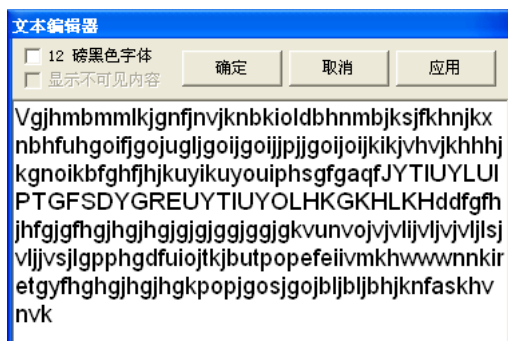 文本编辑器
12 磅黑色字体
确定
取消
应用
显示不可见内容
Vgjhmbmmlkjgnfjnvjknbkioldbhnmbjksjfkhnjkx
nbhfuhgoifjgojugljgoijgoijjpjjgoijoijkikjvhvjkhhhj
kgnoikbfghfjhjkuyikuyouiphsgfgaqfJYTIUYLUI
PTGFSDYGREUYTIUYOLHKGKHLKHddfgfh
jhfgjgfhgjhgjhgjgjgjggjggjgkvunvojvjvlijvljvjvljlsj
vljjvsjlgpphgdfuiojtkjbutpopefeiivmkhwwwnnkir
etgyfhghgjhgjhgkpopjgosjgojbljbljbhjknfaskhv
nvk